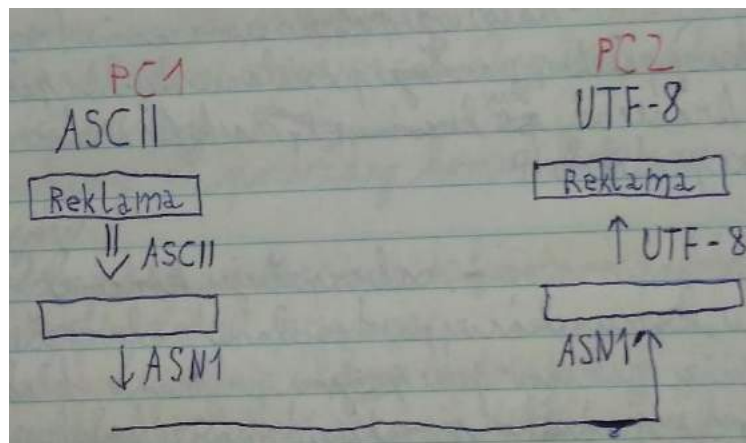 PC1
ASCII
Reklama
ASCII
ASN1
PC2
UTF-8
Reklama
UTF-8
ASN1